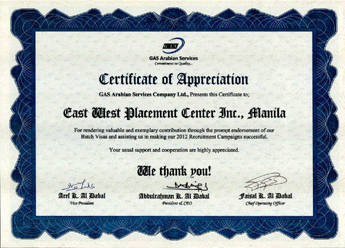 GAS Arabian Services
Commitment to Quality...
Certificate of Appreciation
GAS Arabian Services Company Ltd., Presents this Certificate to;
East West Placement Center Inc., Manila
For rendering valuable and exemplary contribution through the prompt endorsement of our
Batch Visas and assisting us in making our 2012 Recruitment Campaigns successful.
Your usual support and cooperation are highly appreciated.
We thank you!
Aref K. Al Dabal Abdulrahman K. Al Dabal Faisal K. Al Dabal
Vice President President & CEO Chief Operating Officer